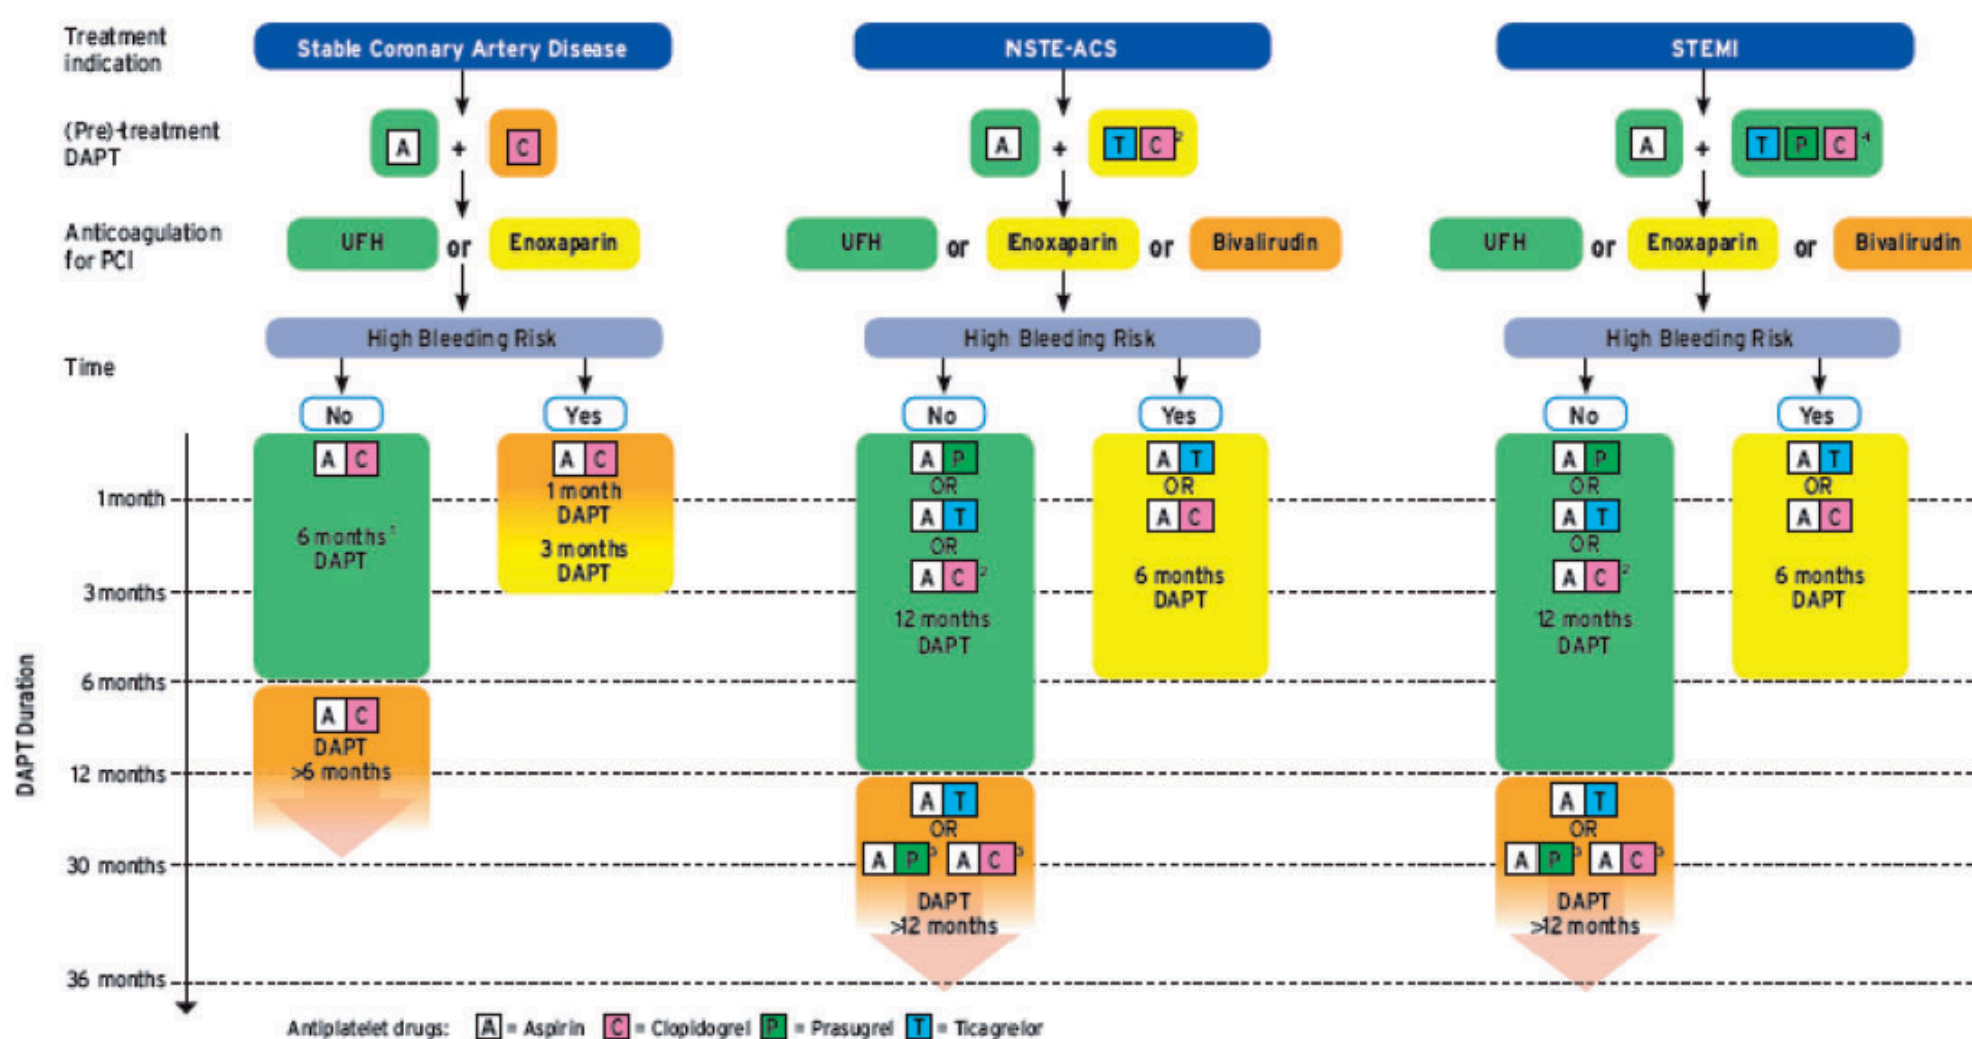 Treatment
indication
Stable Coronary Artery Disease
NSTE-ACS
STEMI
(Pre)-treatment
DAPT
A + C
A + T C 2
A + T P C 4
Anticoagulation
for PCI
UFH or Enoxaparin
UFH or Enoxaparin or Bivalirudin
UFH or Enoxaparin or Bivalirudin
High Bleeding Risk
High Bleeding Risk
High Bleeding Risk
Time
No
Yes
No
Yes
No
Yes
DAPT Duration
1 month
3 months
6 months
12 months
30 months
36 months
A C
6 months 1
DAPT
A C
DAPT
>6 months
A C
1 month
DAPT
3 months
DAPT
A P
OR
A T
OR
A C 2
12 months
DAPT
A T
OR
A P 3 A C 3
DAPT
>12 months
A T
OR
A C
6 months
DAPT
A P
OR
A T
OR
A C 2
12 months
DAPT
A T
OR
A P 3 A C 3
DAPT
>12 months
A T
OR
A C
6 months
DAPT
Antiplatelet drugs: A = Aspirin C = Clopidogrel P = Prasugrel T = Ticagrelor